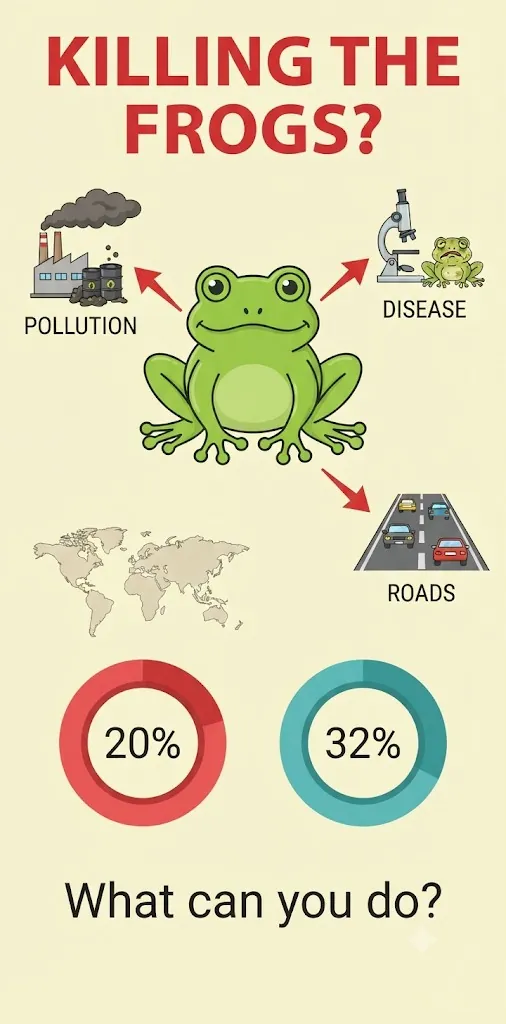 KILLING THE
FROGS?
POLLUTION
DISEASE
ROADS
20%
32%
What can you do?